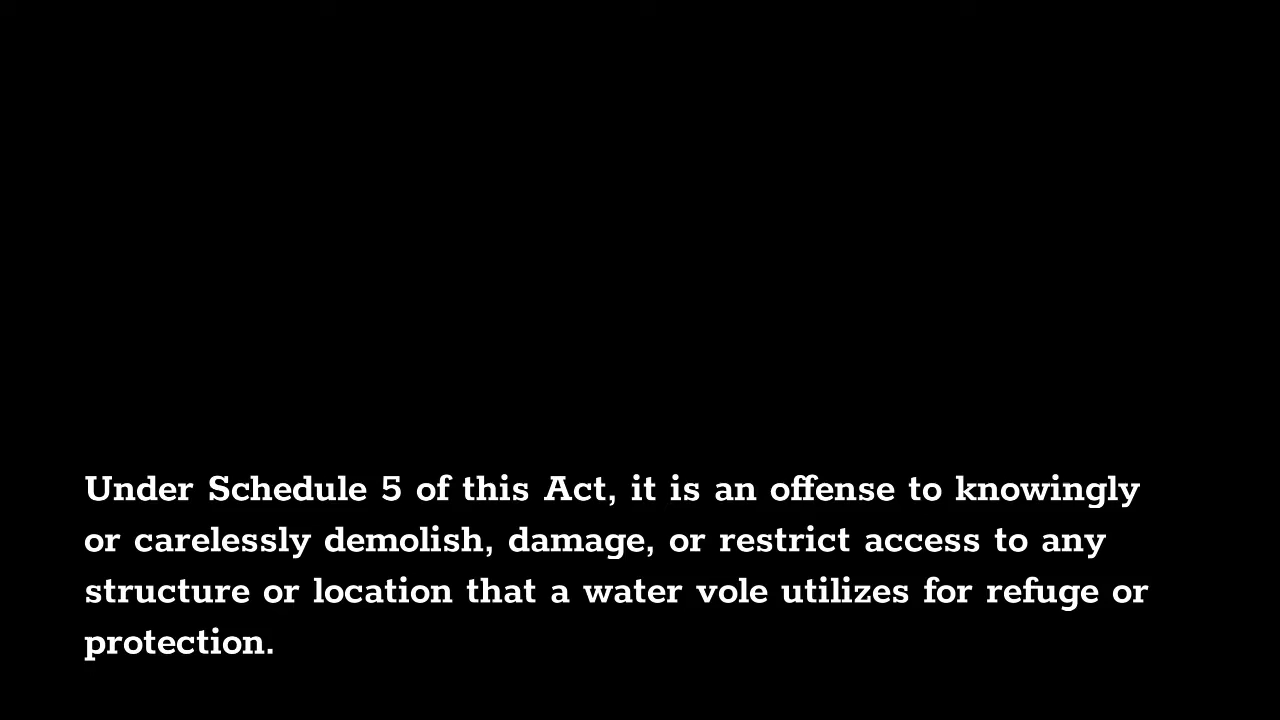 Under Schedule 5 of this Act, it is an offense to knowingly
or carelessly demolish, damage, or restrict access to any
structure or location that a water vole utilizes for refuge or
protection.